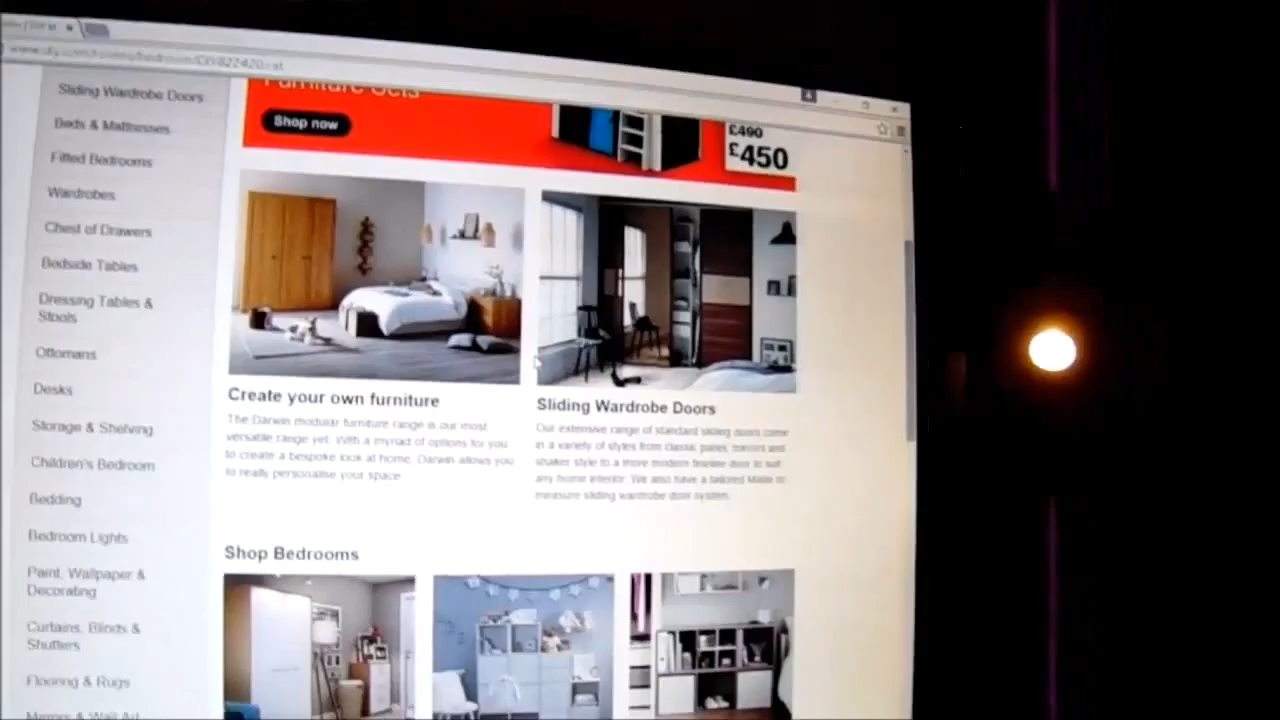 Sliding Wardrobe Doors
Beds & Mattresses
Fitted Bedrooms
Wardrobes
Chest of Drawers
Bedside Tables
Dressing Tables &
Stools
Ottomans
Desks
Storage & Shelving
Children's Bedroom
Bedding
Bedroom Lights
Paint, Wallpaper &
Decorating
Curtains, Blinds &
Shutters
Flooring & Rugs
Mirrors & Wall Art
Furniture Sets
Shop now
£490
£450
Create your own furniture
The Darwin modular furniture range is our most
versatile range yet. With a myriad of options for you
to create a bespoke look at home. Darwin allows you
to really personalise your space.
Sliding Wardrobe Doors
Our extensive range of standard sliding doors come
in a variety of styles from classic panel, mirrors and
shaker style to a more modern fineline door to suit
any home interior. We also have a tailored Made to
measure sliding wardrobe door system.
Shop Bedrooms